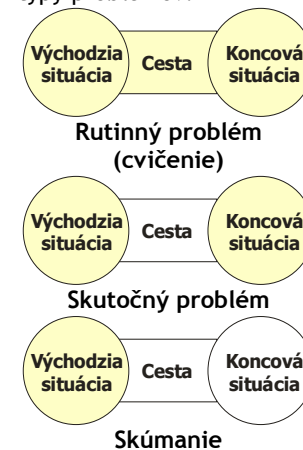 Východzia situácia
Cesta
Koncová situácia
Rutinný problém
(cvičenie)
Východzia situácia
Cesta
Koncová situácia
Skutočný problém
Východzia situácia
Cesta
Koncová situácia
Skúmanie